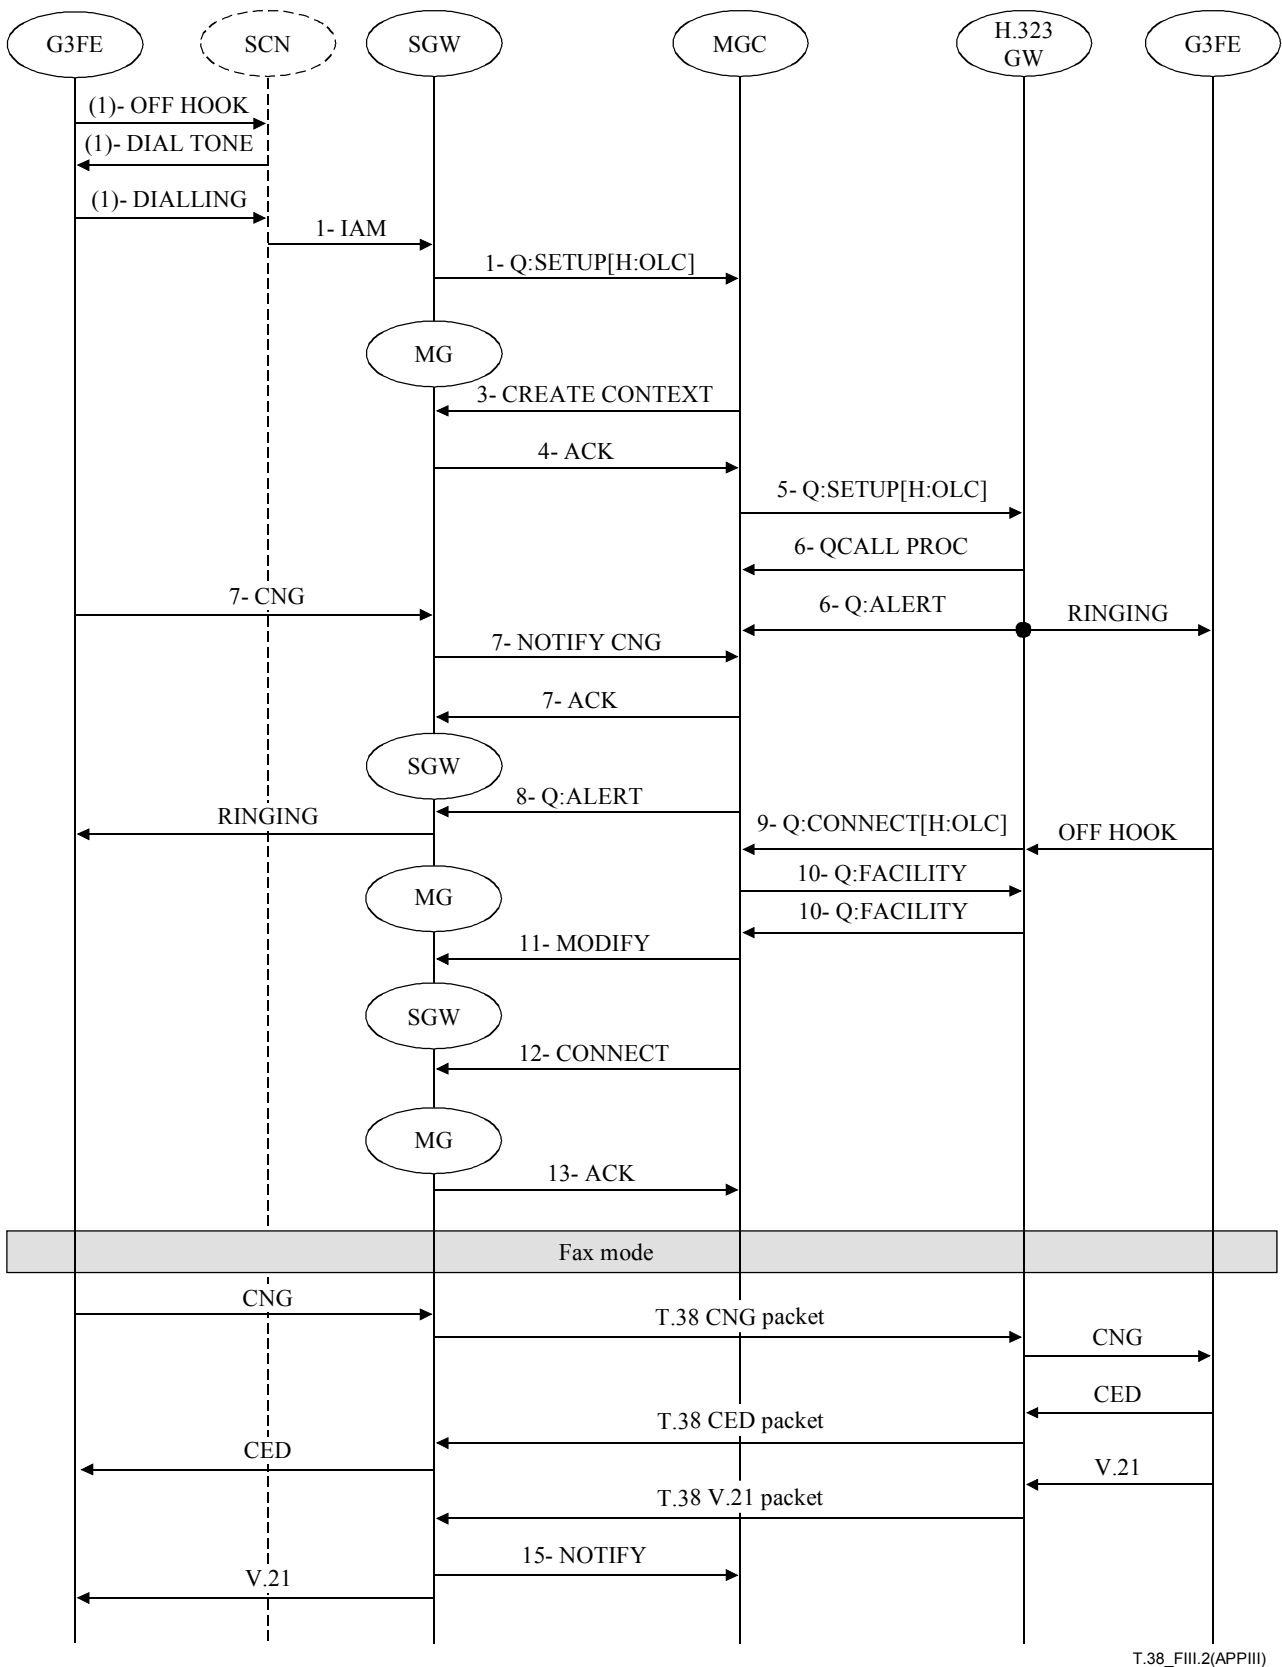 G3FE
SCN
SGW
MGC
H.323
GW
G3FE
(1)- OFF HOOK
(1)- DIAL TONE
(1)- DIALLING
1- IAM
1- Q:SETUP[H:OLC]
MG
3- CREATE CONTEXT
4- ACK
5- Q:SETUP[H:OLC]
6- QCALL PROC
7- CNG
6- Q:ALERT
RINGING
7- NOTIFY CNG
7- ACK
SGW
8- Q:ALERT
RINGING
9- Q:CONNECT[H:OLC]
OFF HOOK
10- Q:FACILITY
MG
10- Q:FACILITY
11- MODIFY
SGW
12- CONNECT
MG
13- ACK
Fax mode
CNG
T.38 CNG packet
CNG
CED
T.38 CED packet
CED
V.21
T.38 V.21 packet
15- NOTIFY
V.21
T.38_FIII.2(APPIII)